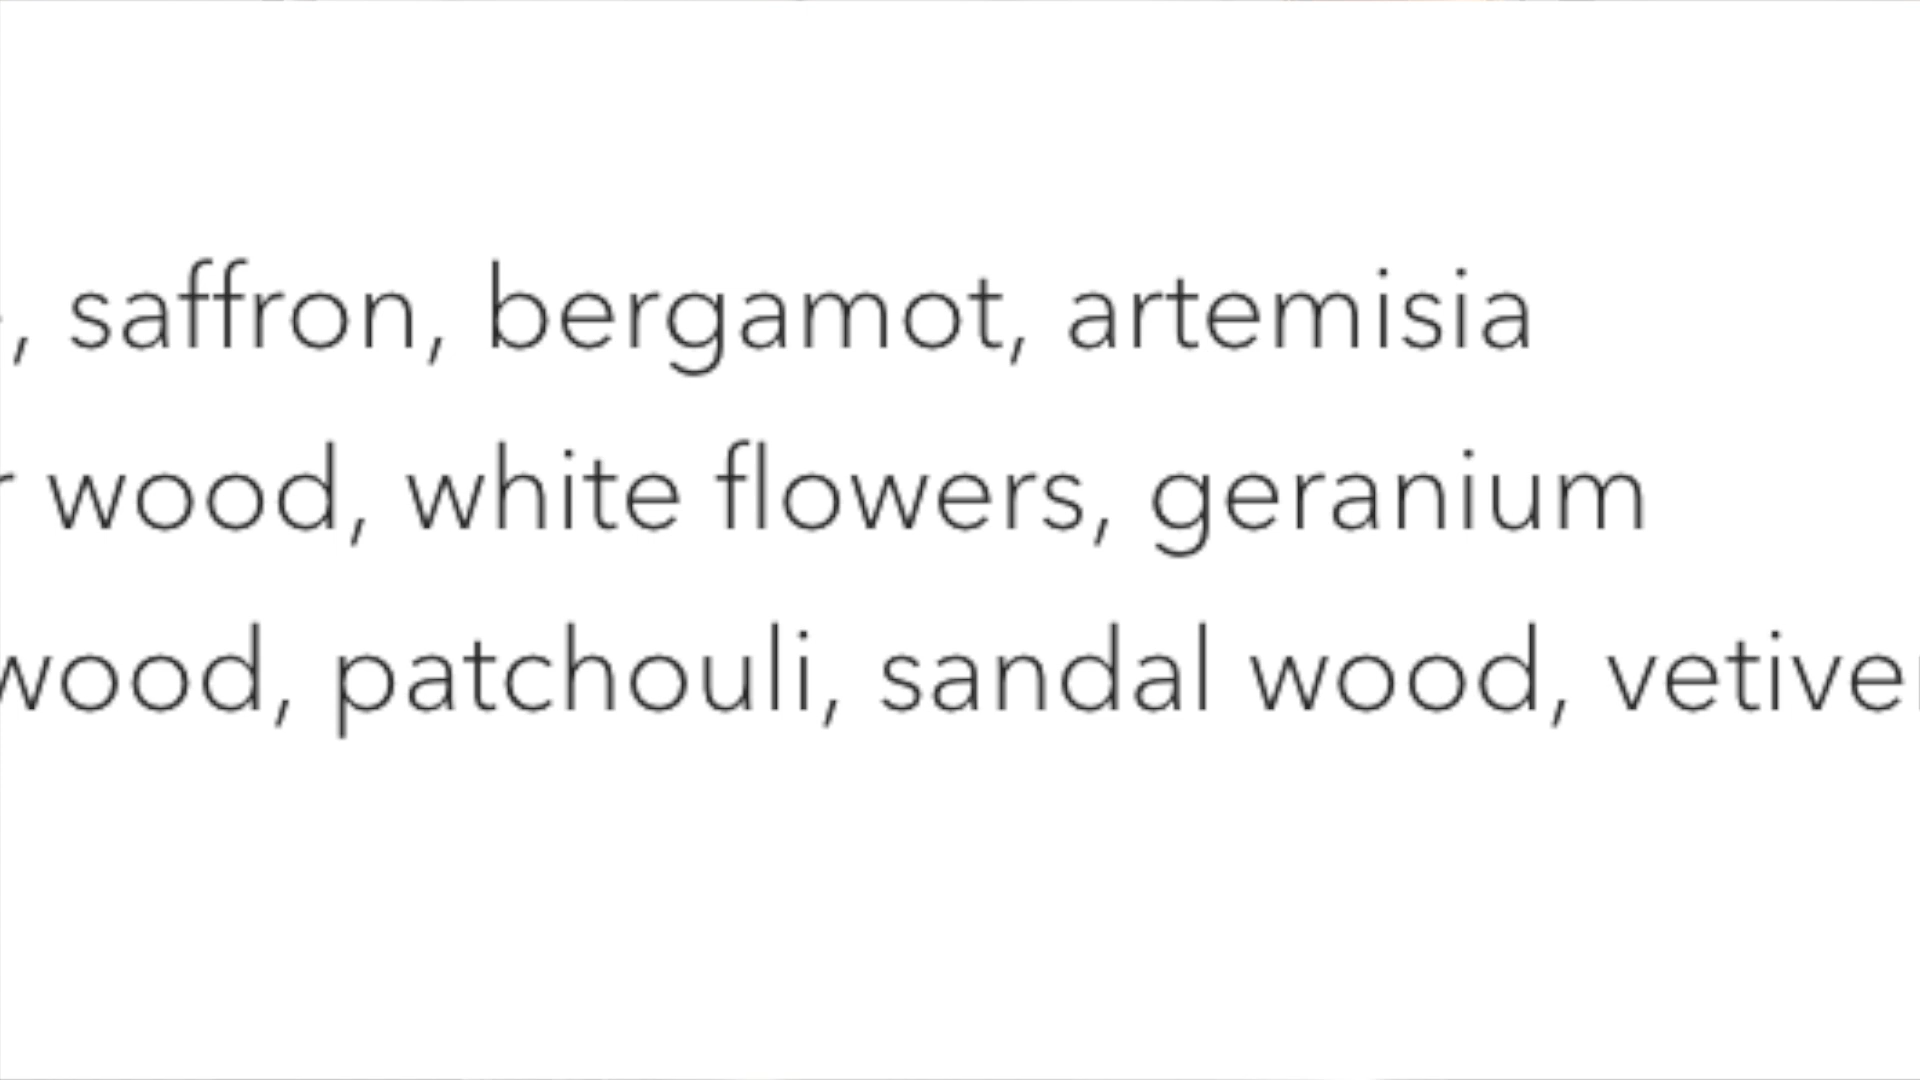 , saffron, bergamot, artemisia
wood, white flowers, geranium
wood, patchouli, sandal wood, vetiver